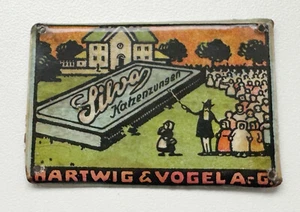 Silva
Katzenzungen
HARTWIG & VOGEL A.-G.